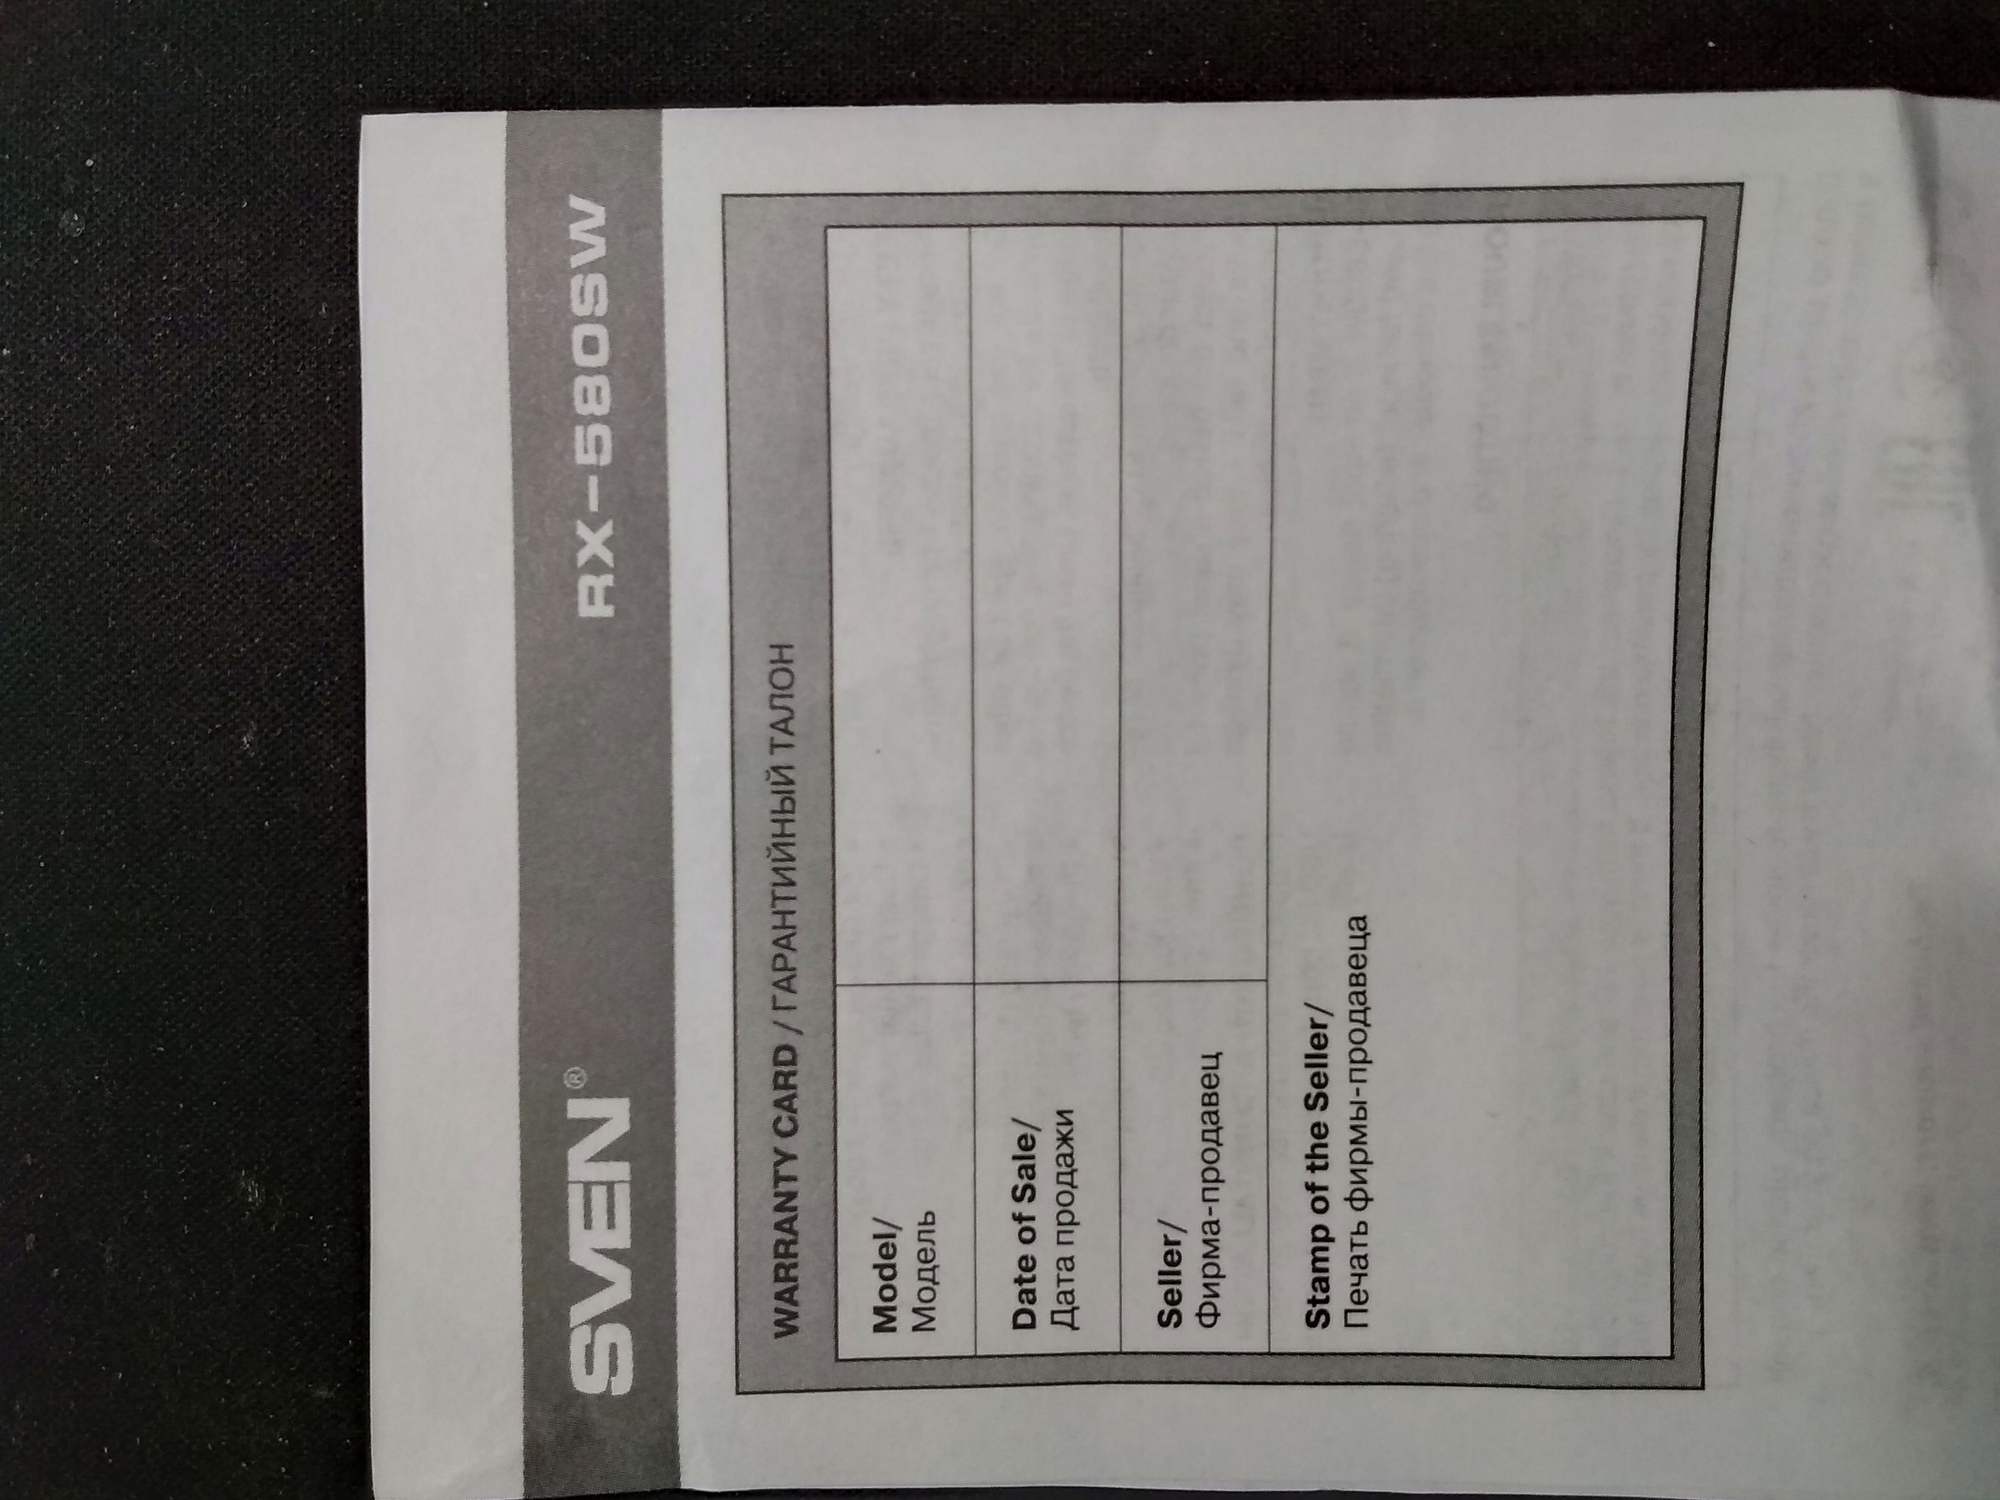 SVEN® RX-580SW
WARRANTY CARD / ГАРАНТИЙНЫЙ ТАЛОН
Model/
Модель
Date of Sale/
Дата продажи
Seller/
Фирма-продавец
Stamp of the Seller/
Печать фирмы-продавеца